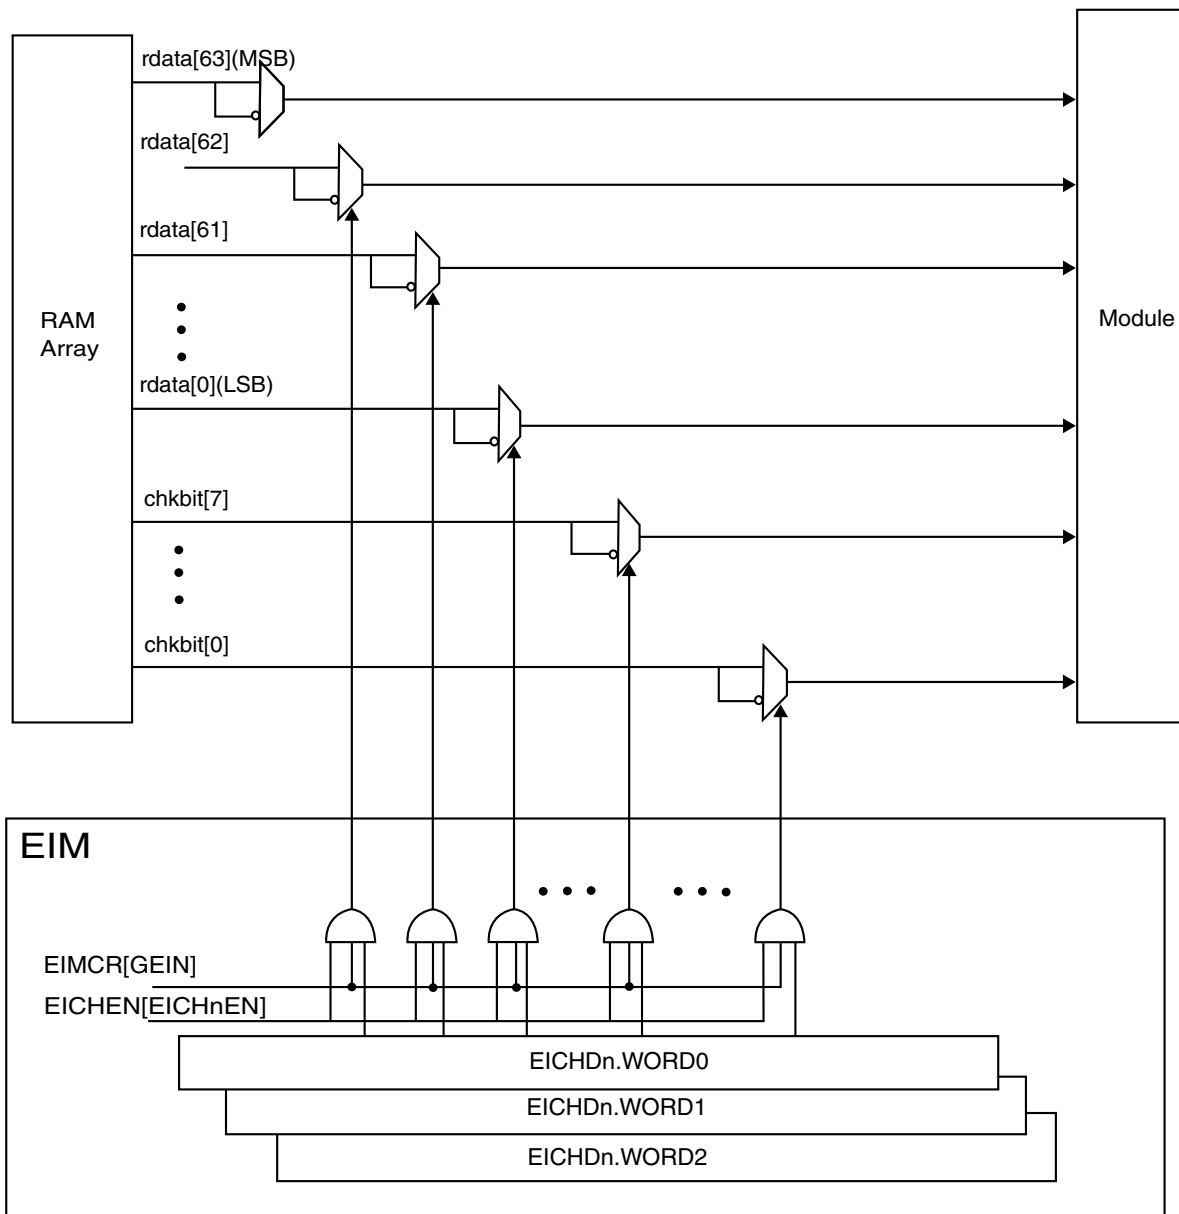 rdata[63](MSB)
rdata[62]
rdata[61]
RAM
Array
Module
rdata[0](LSB)
chkbit[7]
chkbit[0]
EIM
EIMCR[GEIN]
EICHEN[EICHnEN]
EICHDn.WORD0
EICHDn.WORD1
EICHDn.WORD2